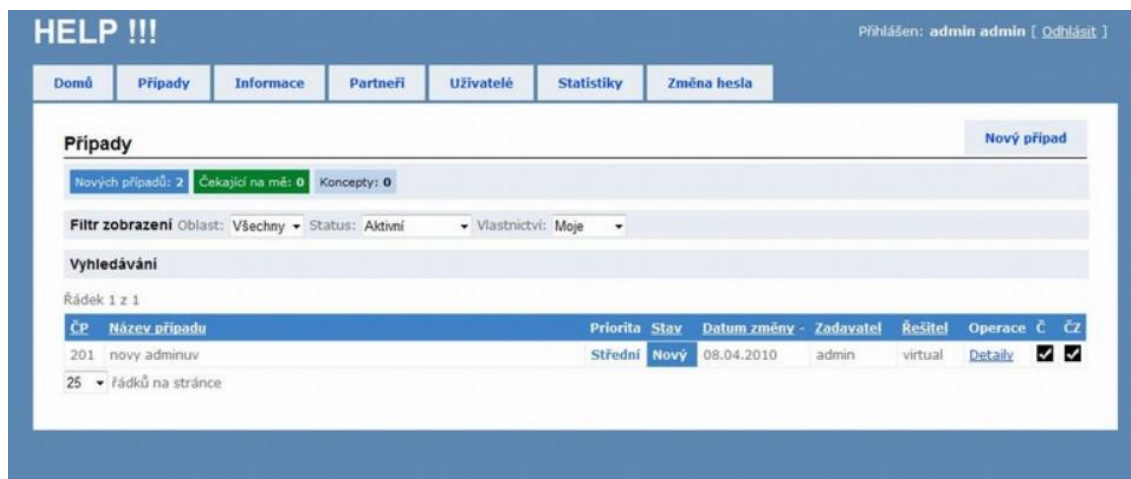 HELP !!!
Přihlášen: admin admin [ Odhlásit ]
Domů Případy Informace Partneři Uživatelé Statistiky Změna hesla
Případy Nový případ
Nových případů: 2 Čekající na mě: 0 Koncepty: 0
Filtr zobrazení Oblast: Všechny Status: Aktivní Vlastnictví: Moje
Vyhledávání
Řádek 1 z 1
ČP Název případu Priorita Stav Datum změny - Zadavatel Řešitel Operace Č ČZ
201 novy adminuv Střední Nový 08.04.2010 admin virtual Detaily
25 řádků na stránce